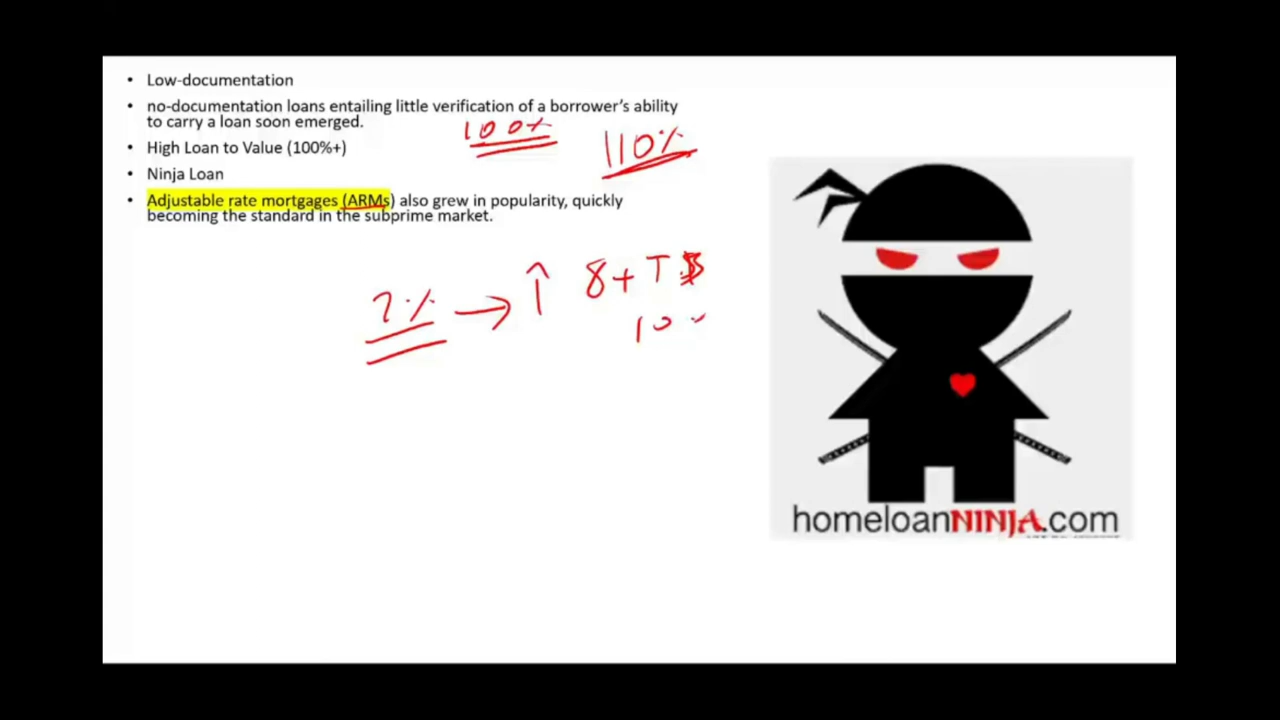 • Low-documentation
• no-documentation loans entailing little verification of a borrower's ability
to carry a loan soon emerged.
100%
110%
• High Loan to Value (100%+)
• Ninja Loan
• Adjustable rate mortgages (ARMs) also grew in popularity, quickly
becoming the standard in the subprime market.
8+T
→ ↑
10
homeloanNINJA.com